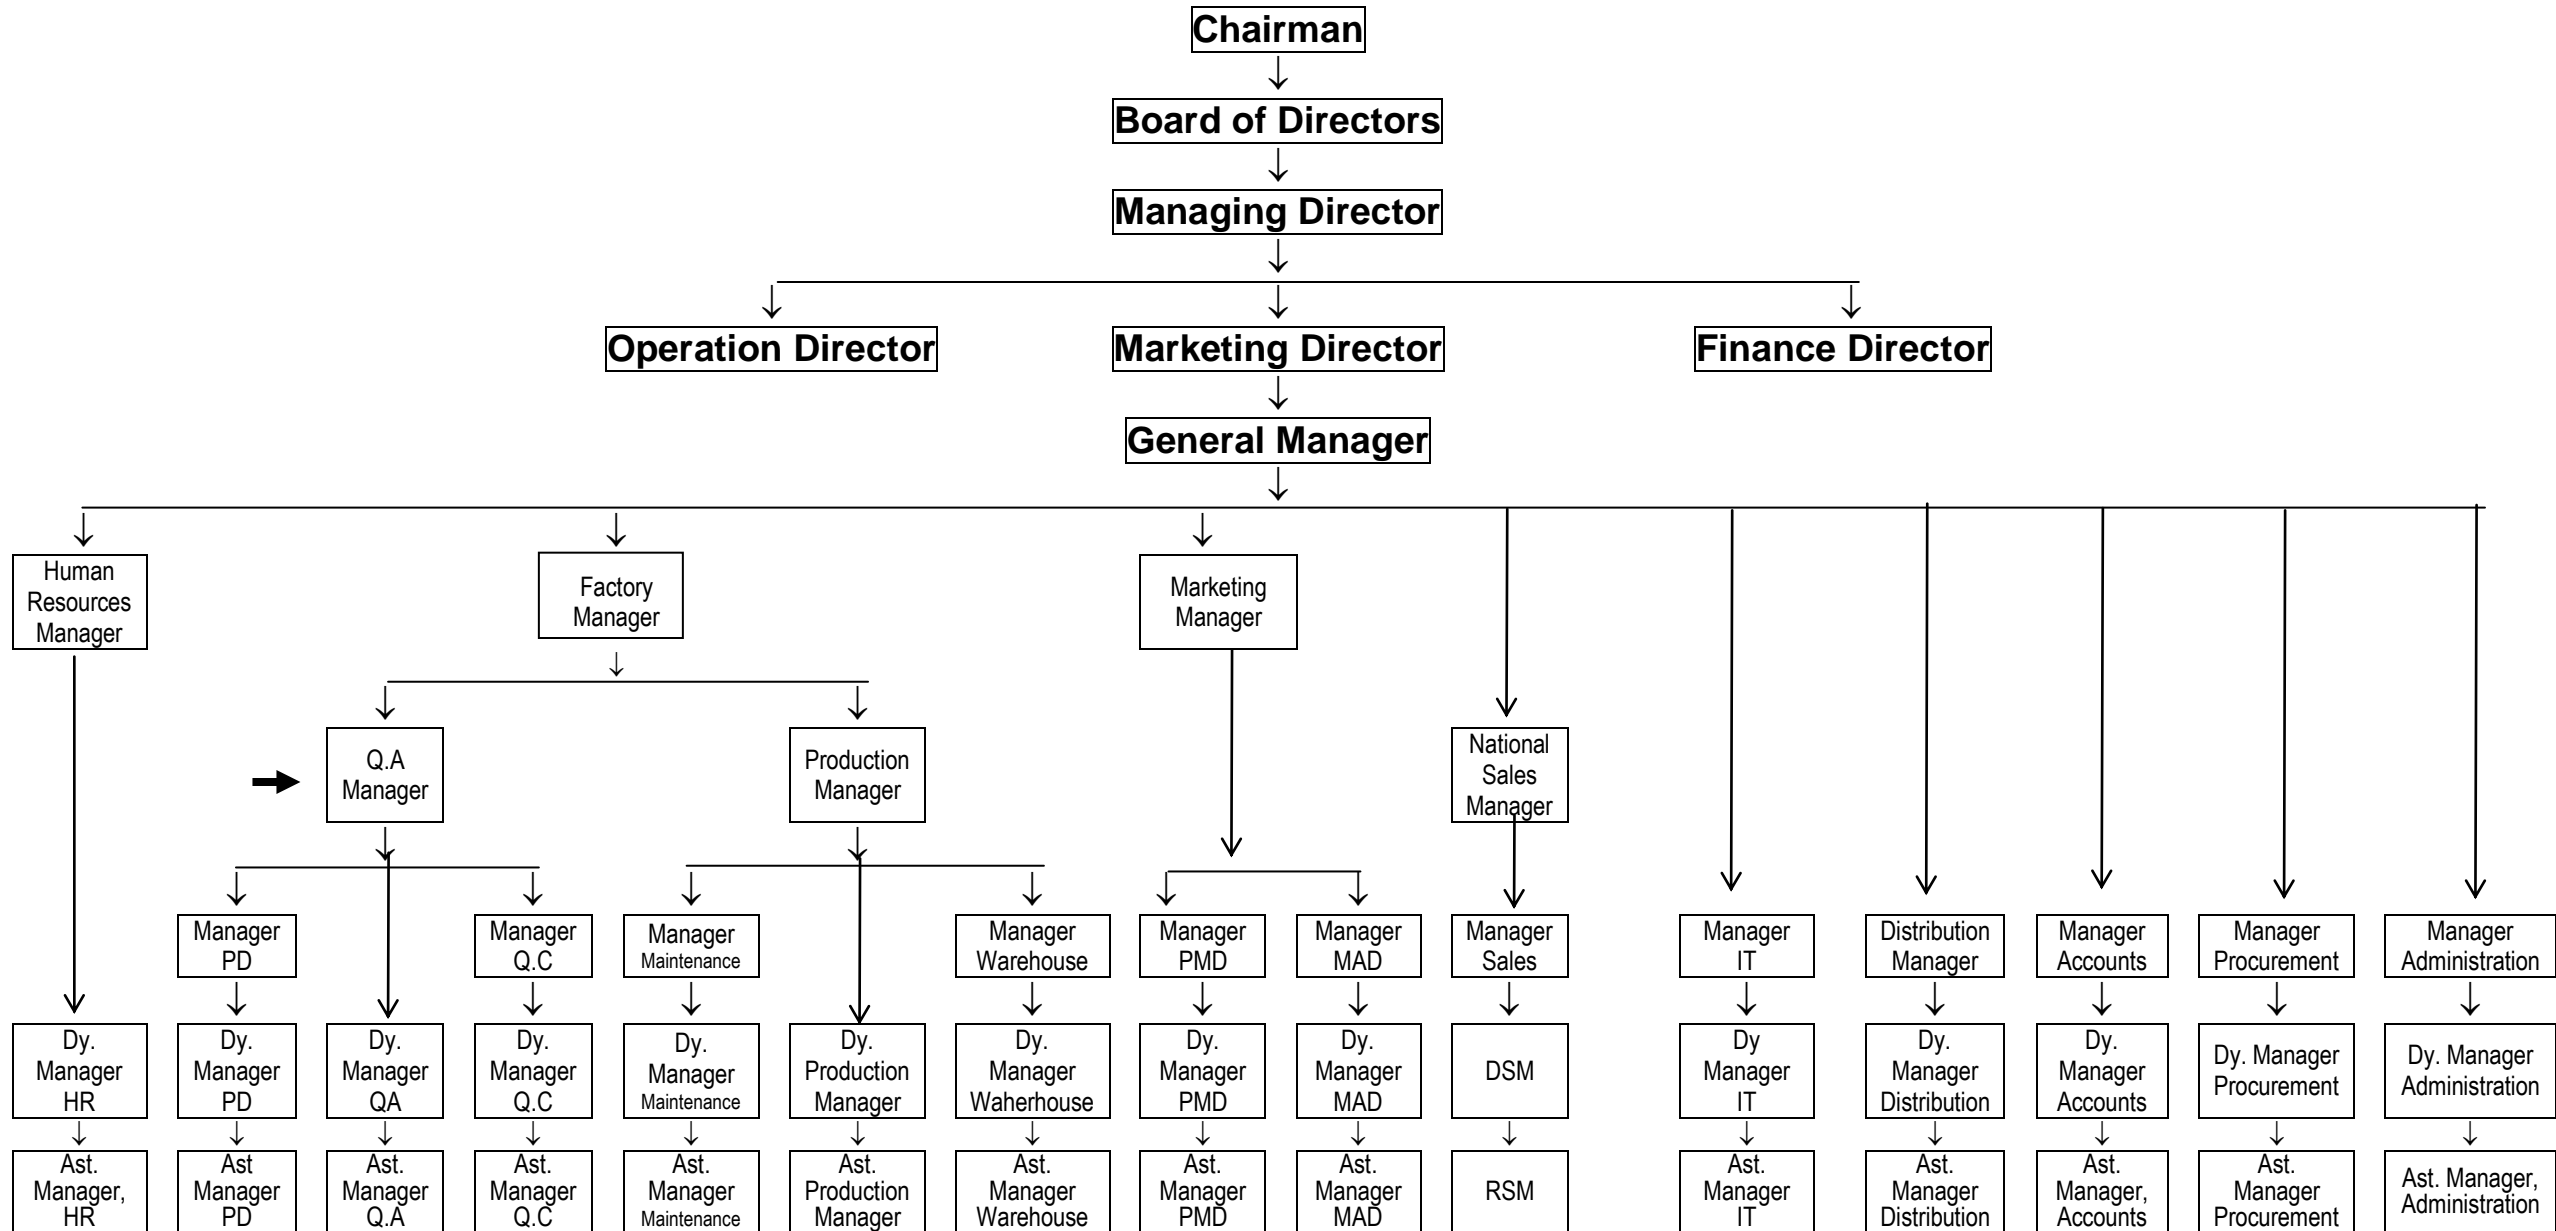 Chairman
Board of Directors
Managing Director
Operation Director
Marketing Director
Finance Director
General Manager
Human
Resources
Manager
Factory
Manager
Marketing
Manager
Q.A
Manager
Production
Manager
National
Sales
Manager
Manager
PD
Manager
Q.C
Manager
Maintenance
Manager
Warehouse
Manager
PMD
Manager
MAD
Manager
Sales
Manager
IT
Distribution
Manager
Manager
Accounts
Manager
Procurement
Manager
Administration
Dy.
Manager
HR
Dy.
Manager
PD
Dy.
Manager
QA
Dy.
Manager
Q.C
Dy.
Manager
Maintenance
Dy.
Production
Manager
Dy.
Manager
Waherhouse
Dy.
Manager
PMD
Dy.
Manager
MAD
DSM
Dy
Manager
IT
Dy.
Manager
Distribution
Dy.
Manager
Accounts
Dy. Manager
Procurement
Dy. Manager
Administration
Ast.
Manager,
HR
Ast
Manager
PD
Ast.
Manager
Q.A
Ast.
Manager
Q.C
Ast.
Manager
Maintenance
Ast.
Production
Manager
Ast.
Manager
Warehouse
Ast.
Manager
PMD
Ast.
Manager
MAD
RSM
Ast.
Manager
IT
Ast.
Manager
Distribution
Ast.
Manager,
Accounts
Ast.
Manager
Procurement
Ast. Manager,
Administration